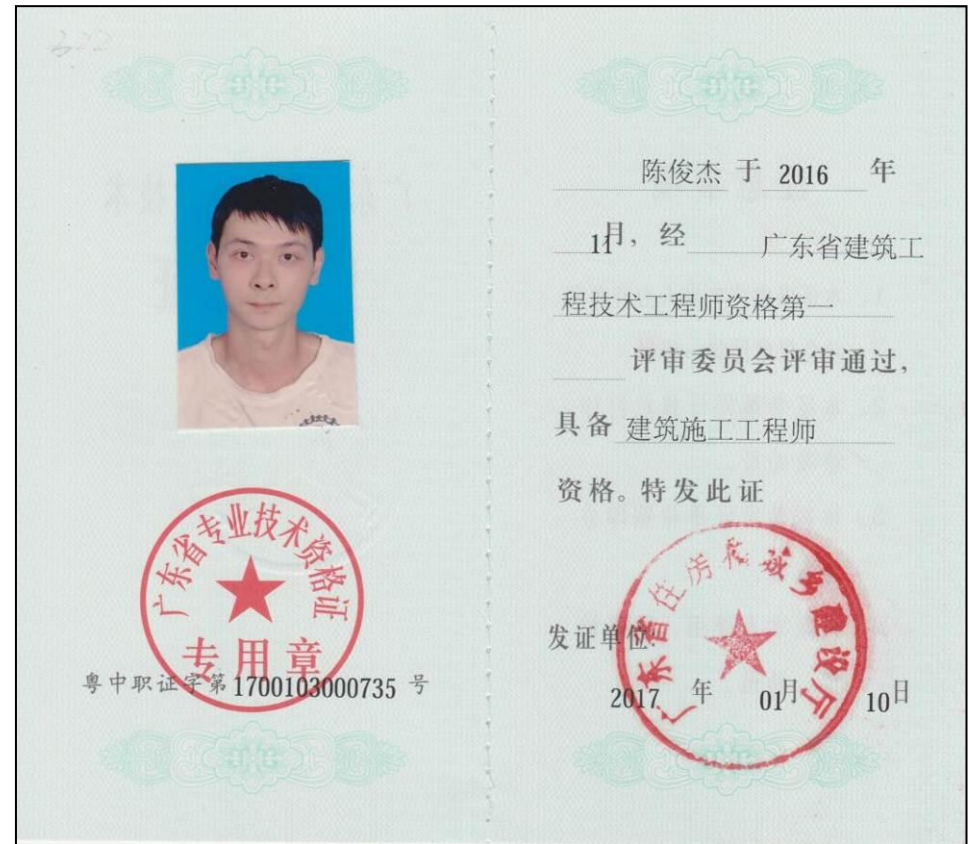 322
广东省专业技术资格证
专用章
粤中职证字第 1700103000735 号
陈俊杰 于 2016 年
11月，经 广东省建筑工
程技术工程师资格第一
评审委员会评审通过，
具备 建筑施工工程师
资格。特发此证
广东省住房和城乡建设厅
发证单位：
2017 年 01月 10日